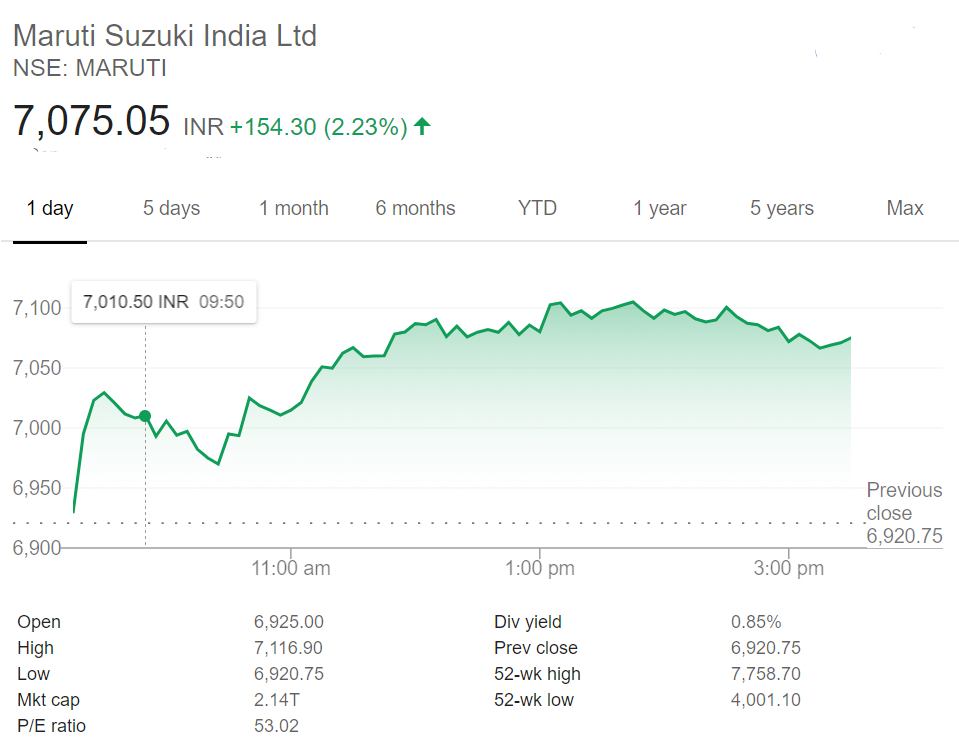 Maruti Suzuki India Ltd
NSE: MARUTI
7,075.05 INR +154.30 (2.23%)
1 day 5 days 1 month 6 months YTD 1 year 5 years Max
7,010.50 INR 09:50
7,100
7,050
7,000
6,950
6,900
Previous
close
6,920.75
11:00 am 1:00 pm 3:00 pm
Open 6,925.00 Div yield 0.85%
High 7,116.90 Prev close 6,920.75
Low 6,920.75 52-wk high 7,758.70
Mkt cap 2.14T 52-wk low 4,001.10
P/E ratio 53.02